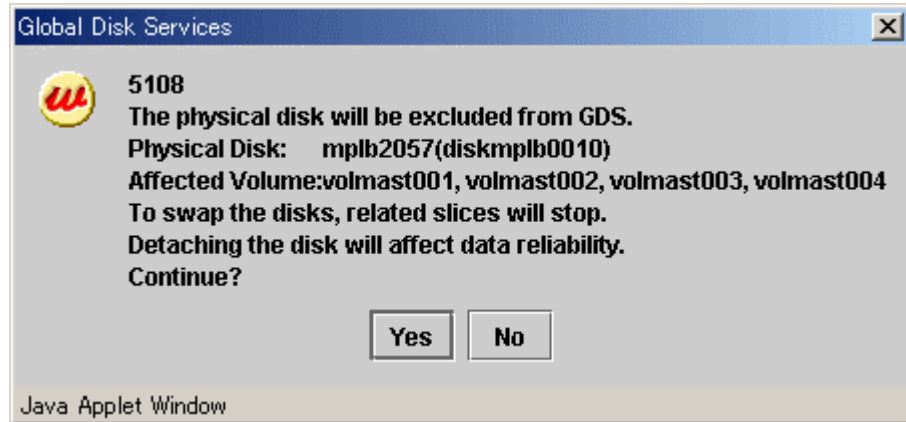 Global Disk Services
5108
The physical disk will be excluded from GDS.
Physical Disk: mplb2057(diskmplb0010)
Affected Volume:volmast001, volmast002, volmast003, volmast004
To swap the disks, related slices will stop.
Detaching the disk will affect data reliability.
Continue?
Yes No
Java Applet Window